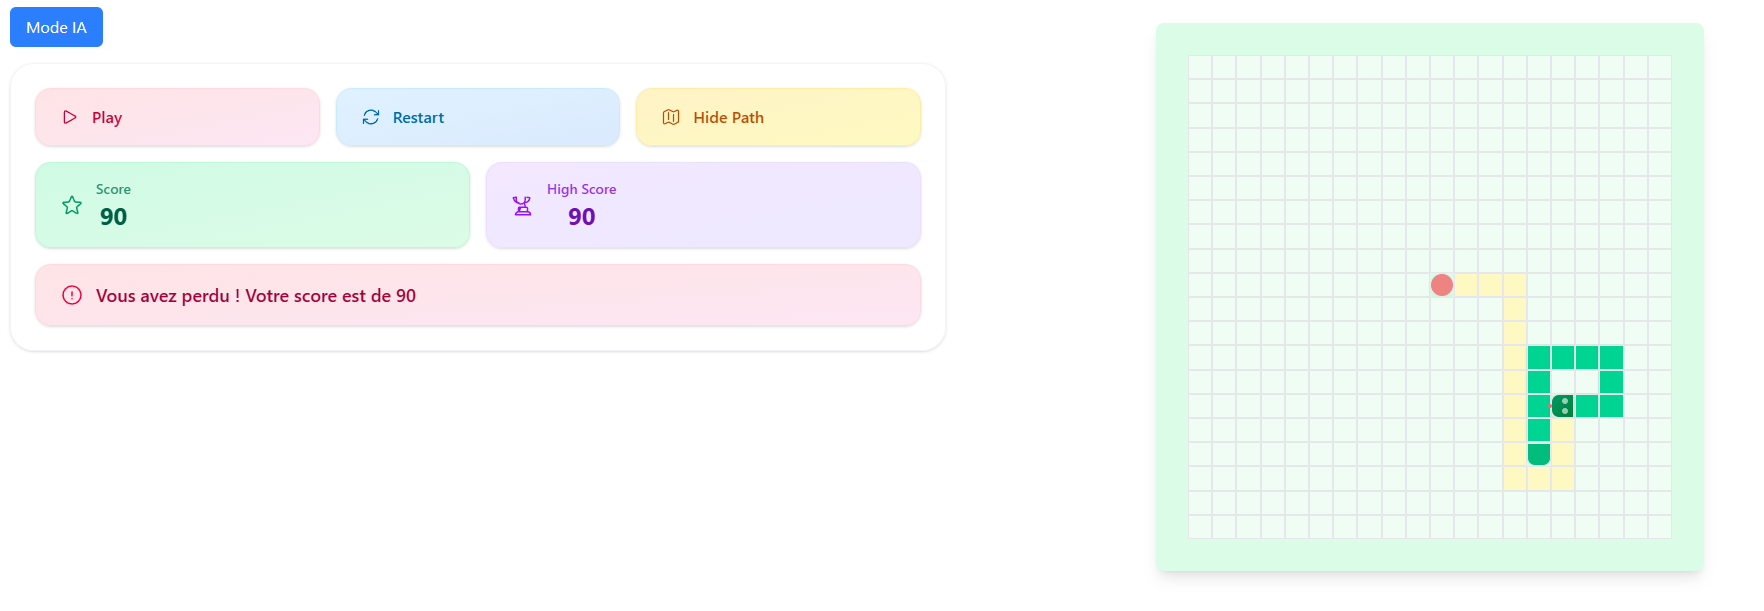 Mode IA
Play
Restart
Hide Path
Score
90
High Score
90
Vous avez perdu ! Votre score est de 90